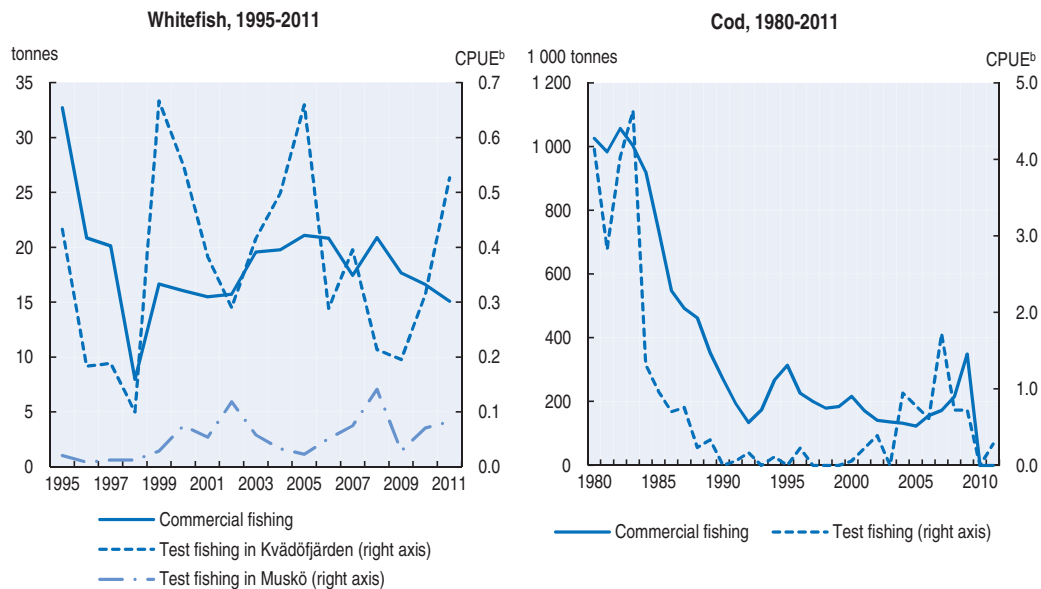 Whitefish, 1995-2011
tonnes
CPUEᵇ
35
30
25
20
15
10
5
0
0.7
0.6
0.5
0.4
0.3
0.2
0.1
0.0
1995 1997 1999 2001 2003 2005 2007 2009 2011
Commercial fishing
Test fishing in Kvädöfjärden (right axis)
Test fishing in Muskö (right axis)
Cod, 1980-2011
1 000 tonnes
CPUEᵇ
1 200
1 000
800
600
400
200
0
5.0
4.0
3.0
2.0
1.0
0.0
1980 1985 1990 1995 2000 2005 2010
Commercial fishing
Test fishing (right axis)